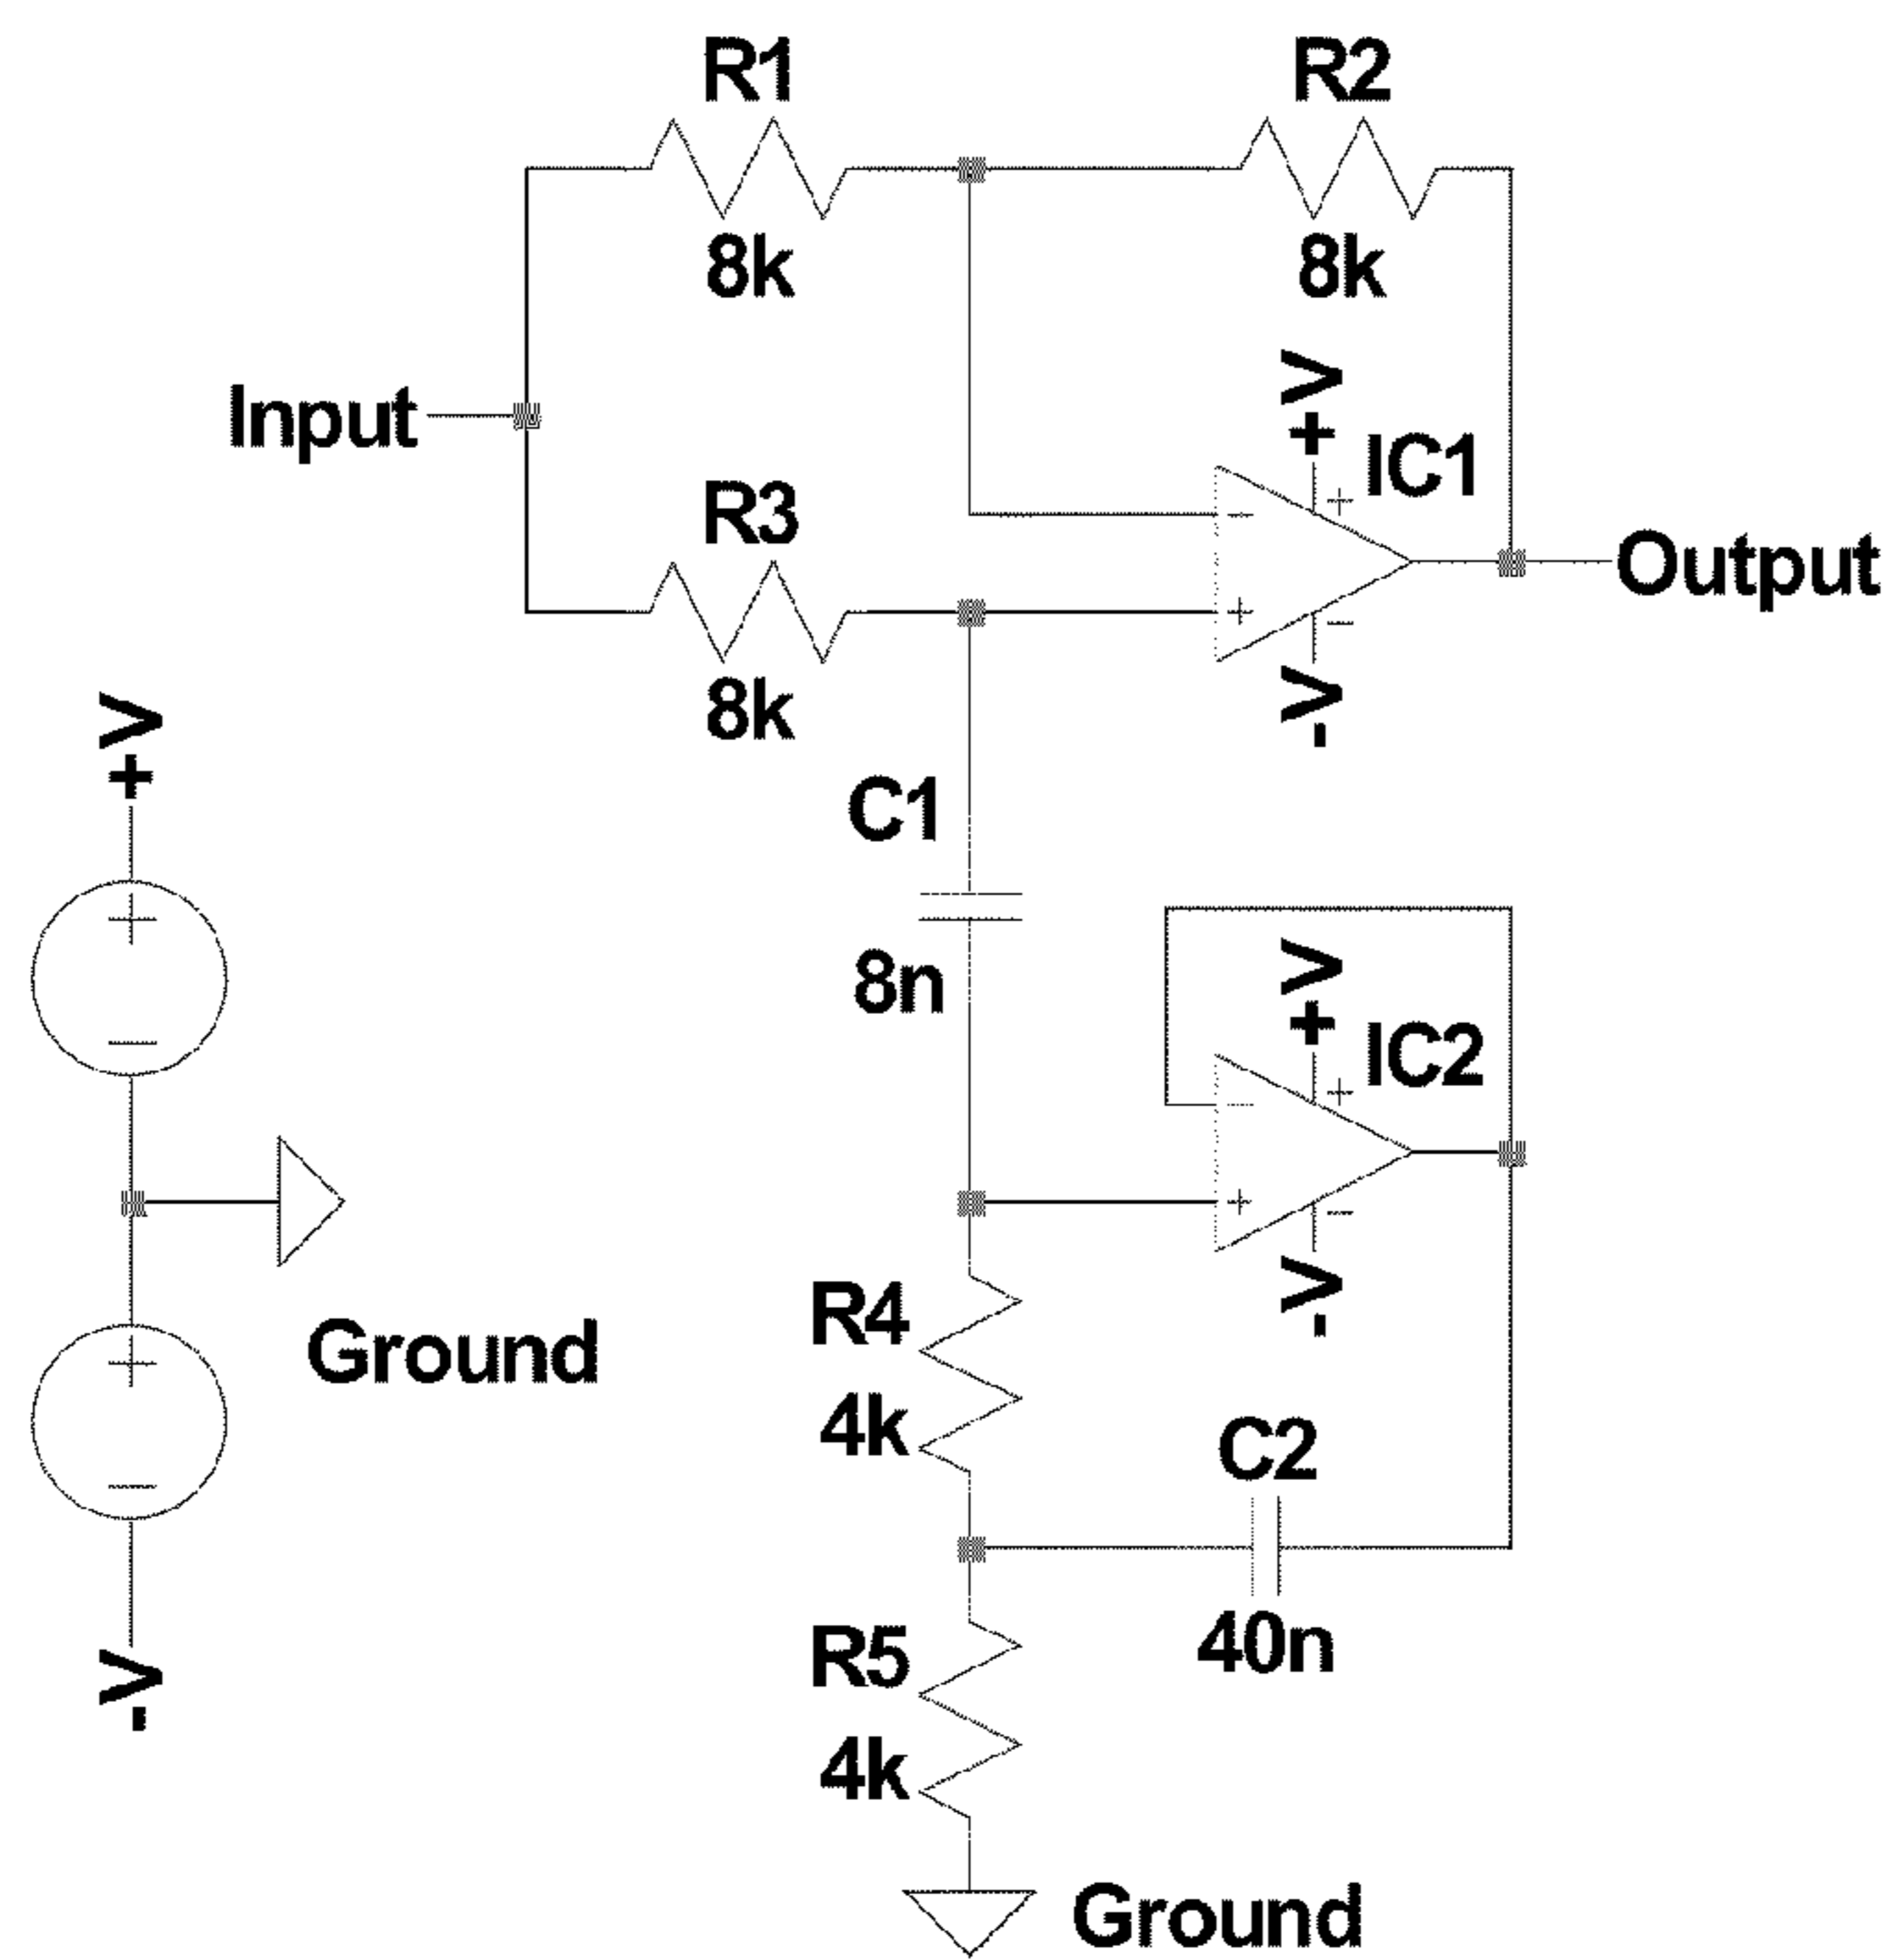 R1
R2
8k
8k
+V
IC1
Input
R3
Output
8k
-V
+V
C1
8n
+V
IC2
R4
-V
Ground
4k
C2
R5
40n
-V
4k
Ground